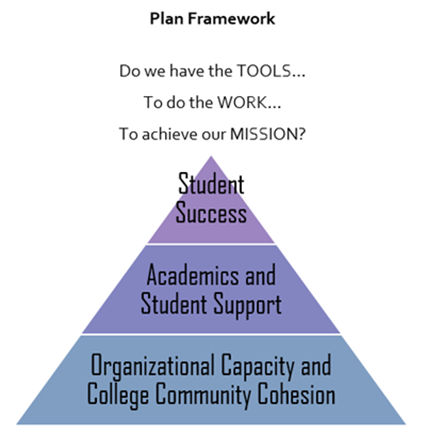 Plan Framework
Do we have the TOOLS...
To do the WORK...
To achieve our MISSION?
Student
Success
Academics and
Student Support
Organizational Capacity and
College Community Cohesion